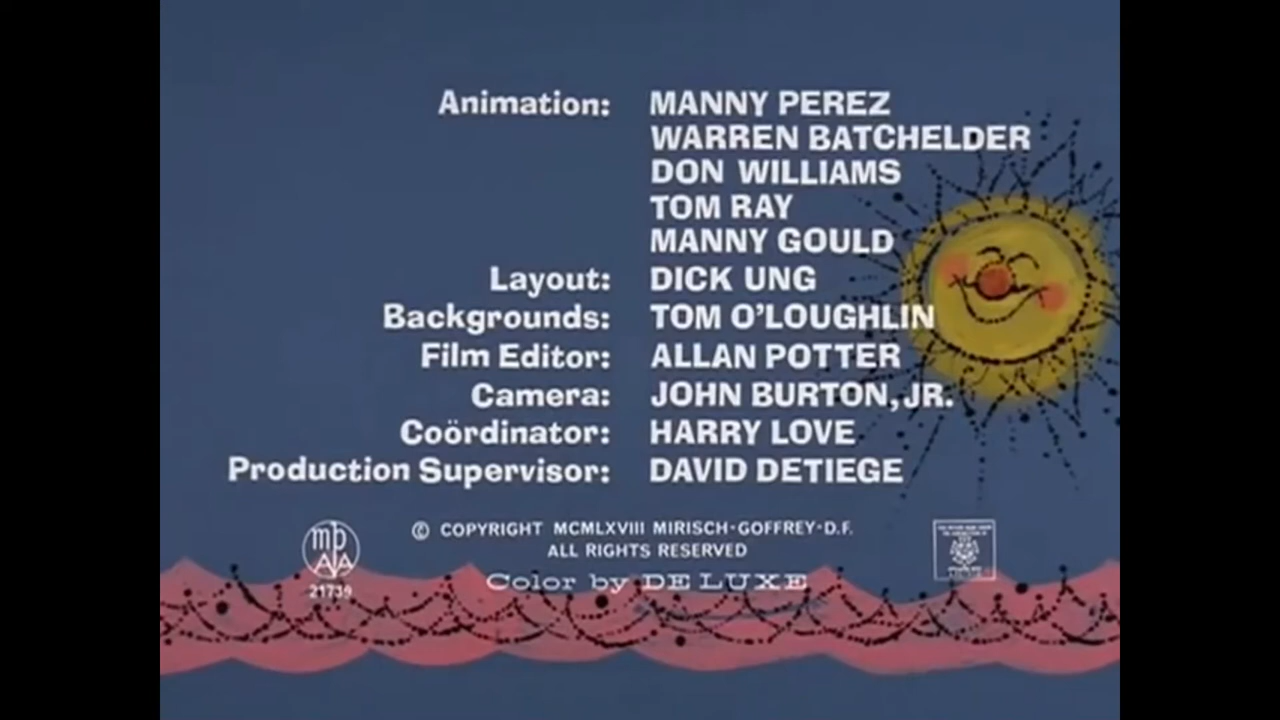 Animation: MANNY PEREZ
WARREN BATCHELDER
DON WILLIAMS
TOM RAY
MANNY GOULD
Layout: DICK UNG
Backgrounds: TOM O'LOUGHLIN
Film Editor: ALLAN POTTER
Camera: JOHN BURTON, JR.
Coördinator: HARRY LOVE
Production Supervisor: DAVID DETIEGE
© COPYRIGHT MCMLXVIII MIRISCH-GOFFREY-D.F.
ALL RIGHTS RESERVED
Color by DE LUXE
mp
AA
21739